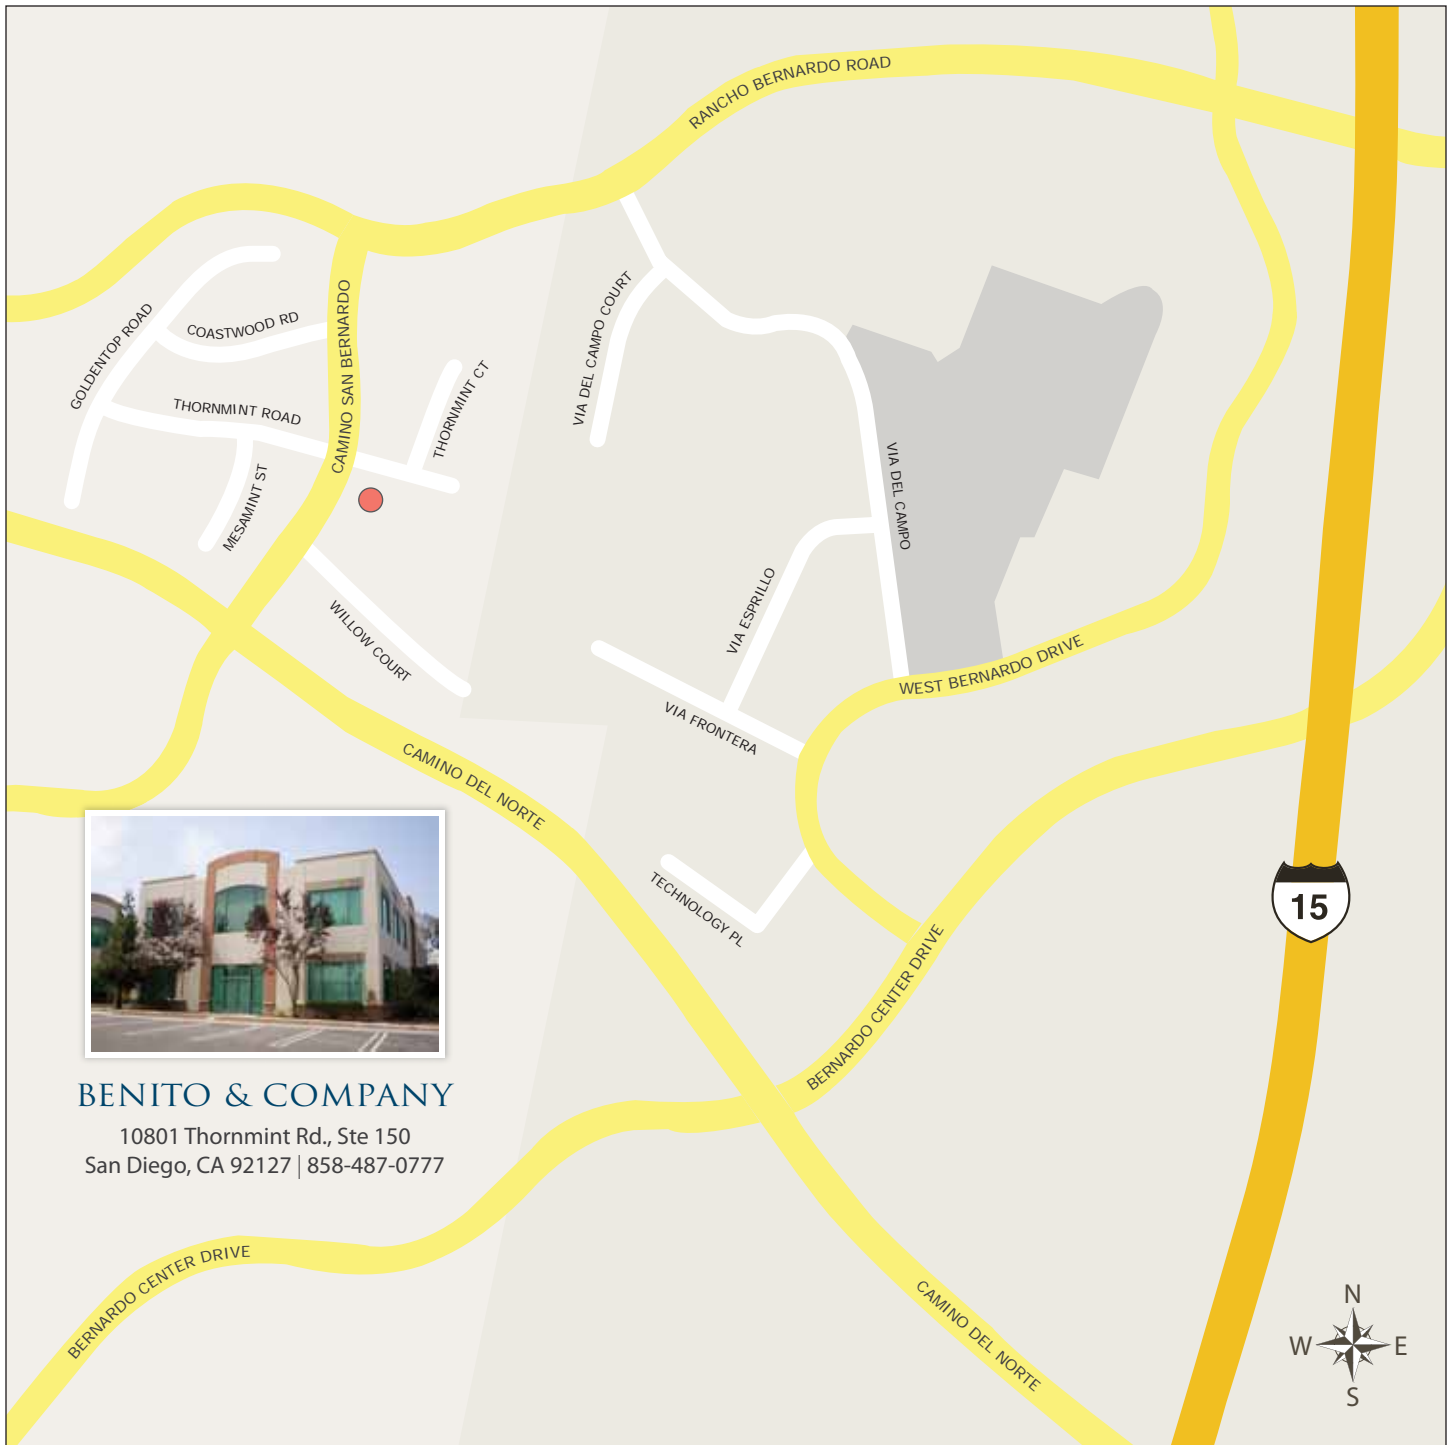 RANCHO BERNARDO ROAD
GOLDENTOP ROAD
COASTWOOD RD
CAMINO SAN BERNARDO
VIA DEL CAMPO COURT
THORNMINT ROAD
THORNMINT CT
MESAMINT ST
VIA DEL CAMPO
VIA ESPRILLO
WILLOW COURT
WEST BERNARDO DRIVE
VIA FRONTERA
CAMINO DEL NORTE
TECHNOLOGY PL
15
BERNARDO CENTER DRIVE
BENITO & COMPANY
10801 Thornmint Rd., Ste 150
San Diego, CA 92127 | 858-487-0777
BERNARDO CENTER DRIVE
CAMINO DEL NORTE
N
W E
S